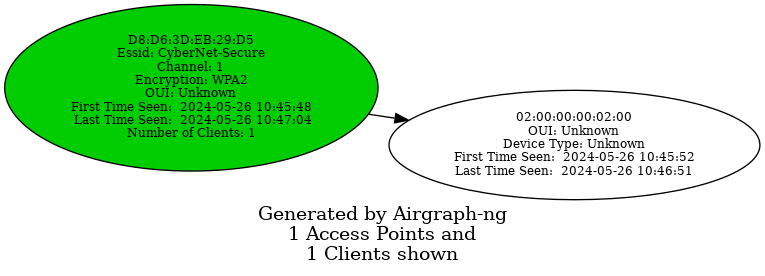 D8:D6:3D:EB:29:D5
Essid: CyberNet-Secure
Channel: 1
Encryption: WPA2
OUI: Unknown
First Time Seen:  2024-05-26 10:45:48
Last Time Seen:  2024-05-26 10:47:04
Number of Clients: 1
02:00:00:00:02:00
OUI: Unknown
Device Type: Unknown
First Time Seen:  2024-05-26 10:45:52
Last Time Seen:  2024-05-26 10:46:51
Generated by Airgraph-ng
1 Access Points and
1 Clients shown